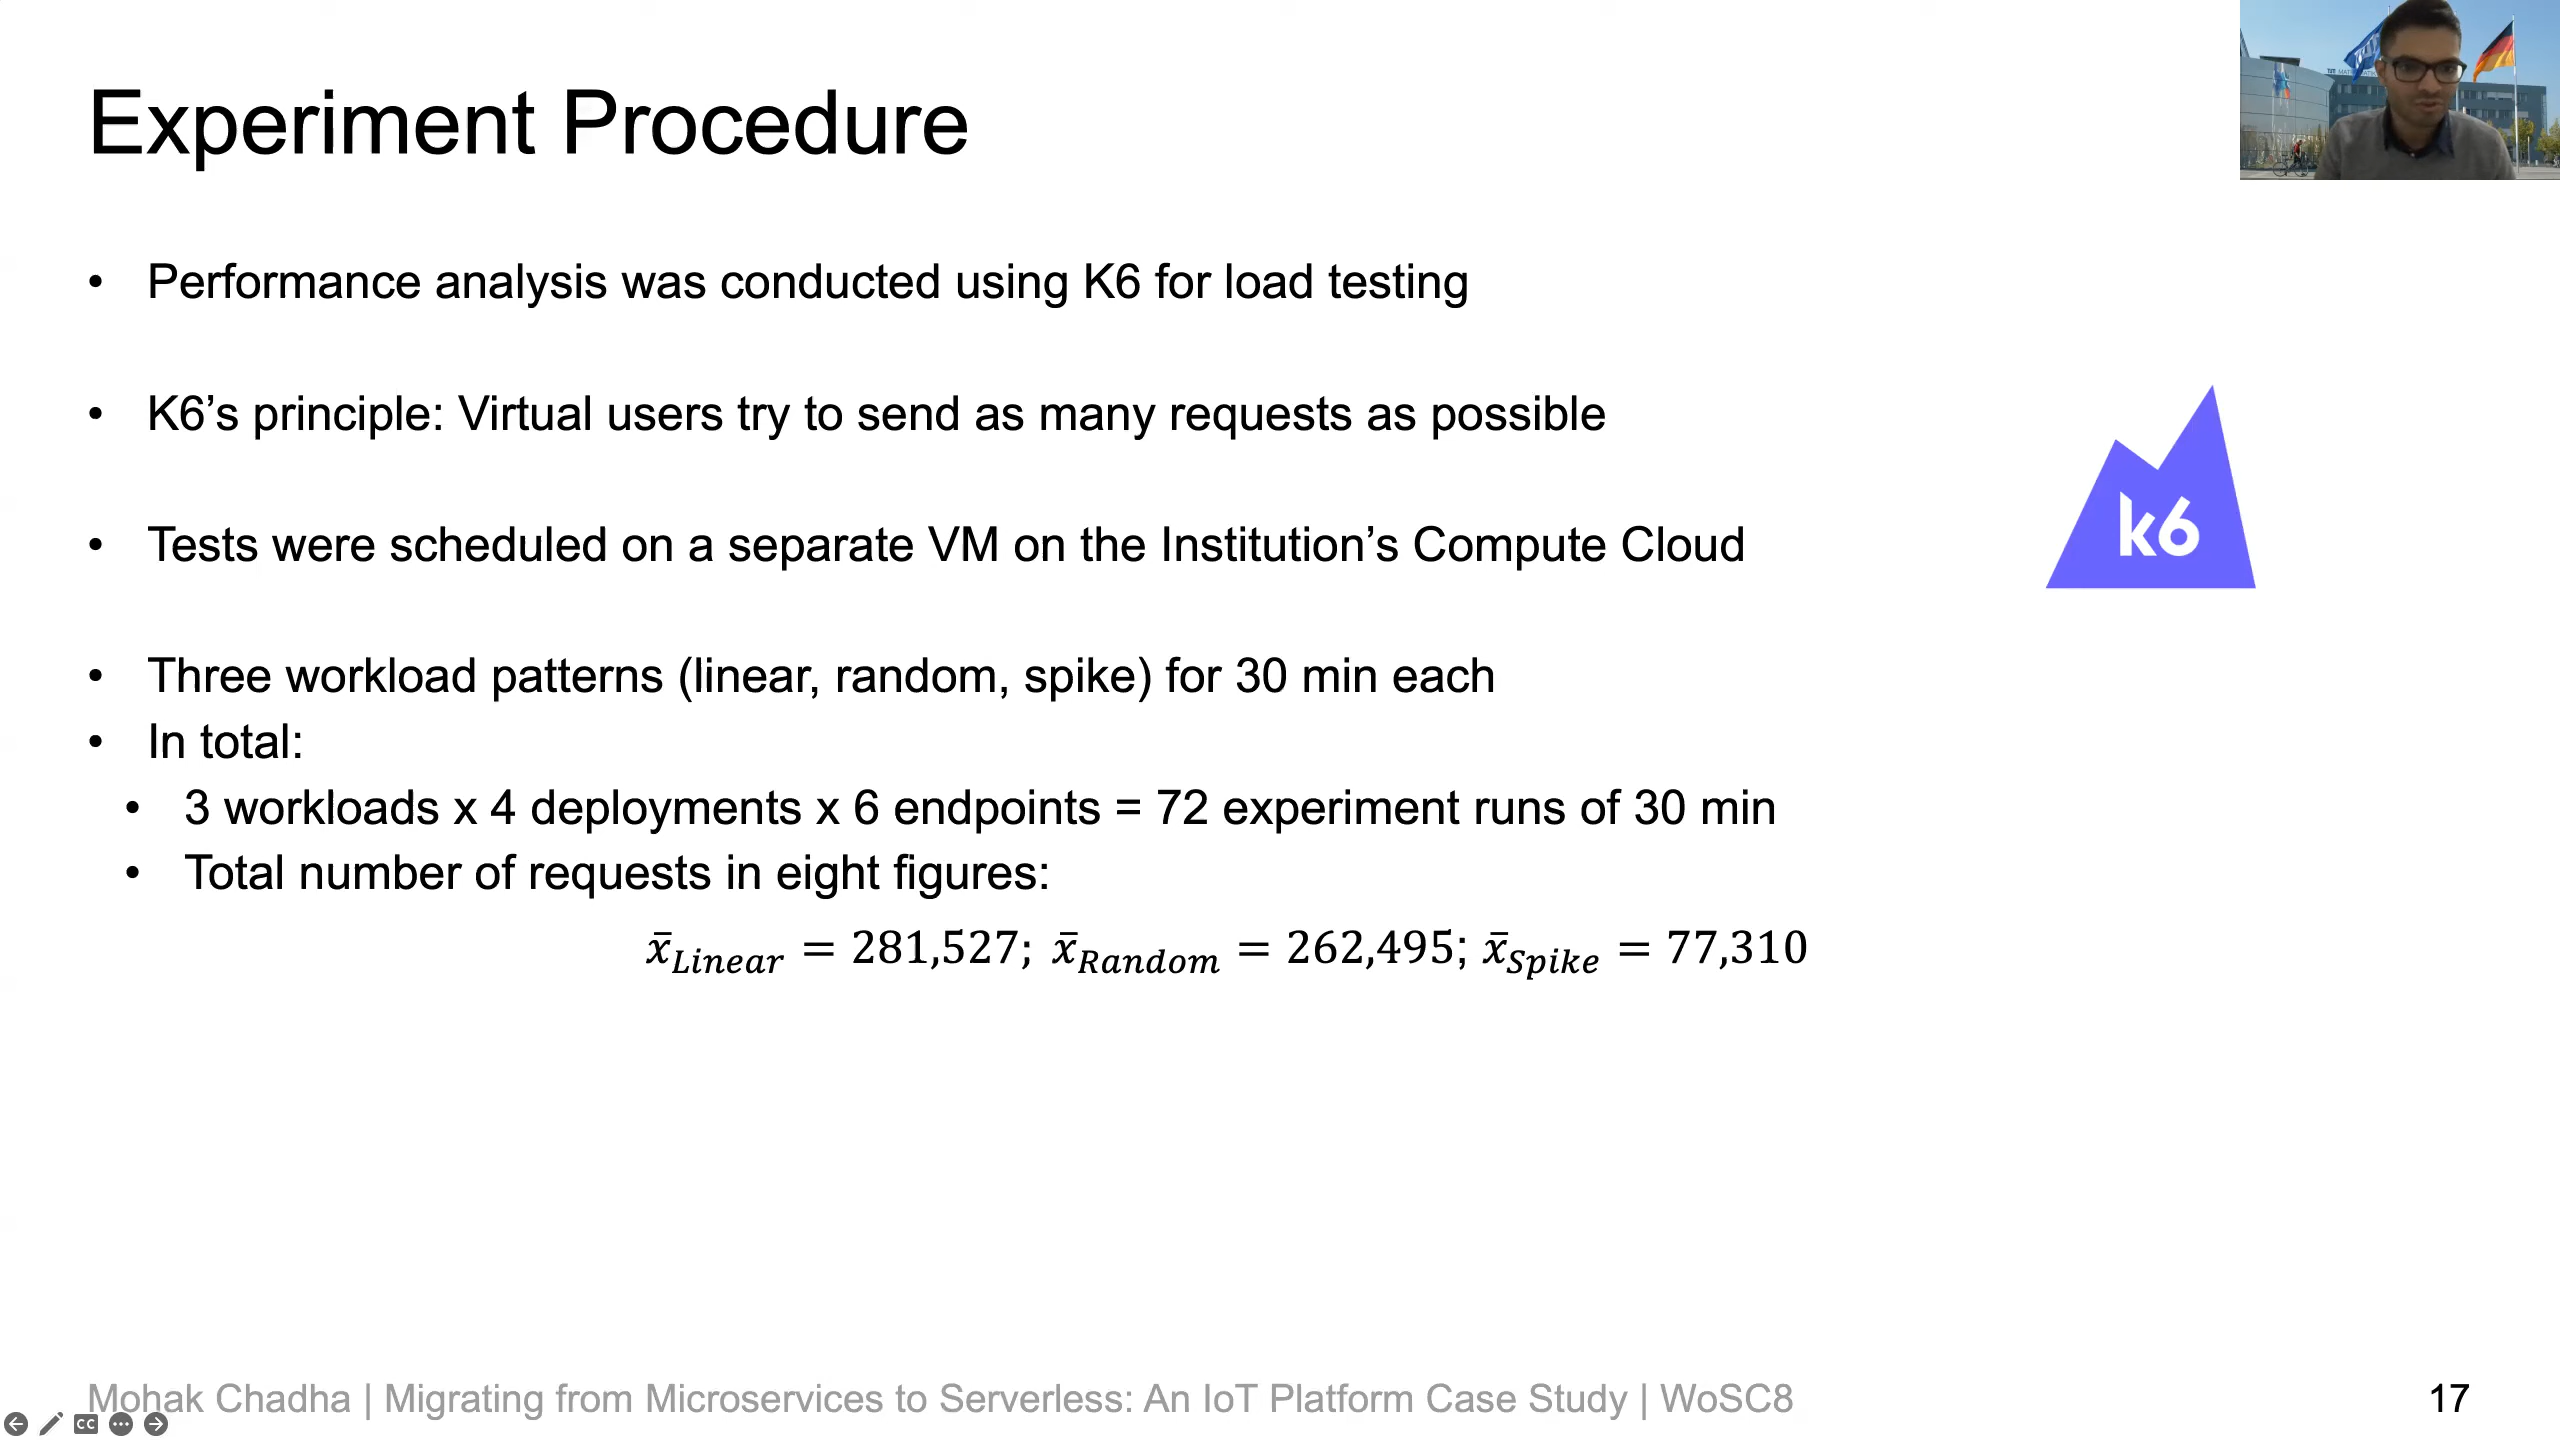 Experiment Procedure
• Performance analysis was conducted using K6 for load testing
• K6’s principle: Virtual users try to send as many requests as possible
• Tests were scheduled on a separate VM on the Institution’s Compute Cloud
k6
• Three workload patterns (linear, random, spike) for 30 min each
• In total:
• 3 workloads x 4 deployments x 6 endpoints = 72 experiment runs of 30 min
• Total number of requests in eight figures:
x̄_Linear = 281,527; x̄_Random = 262,495; x̄_Spike = 77,310
Mohak Chadha | Migrating from Microservices to Serverless: An IoT Platform Case Study | WoSC8
17
CC